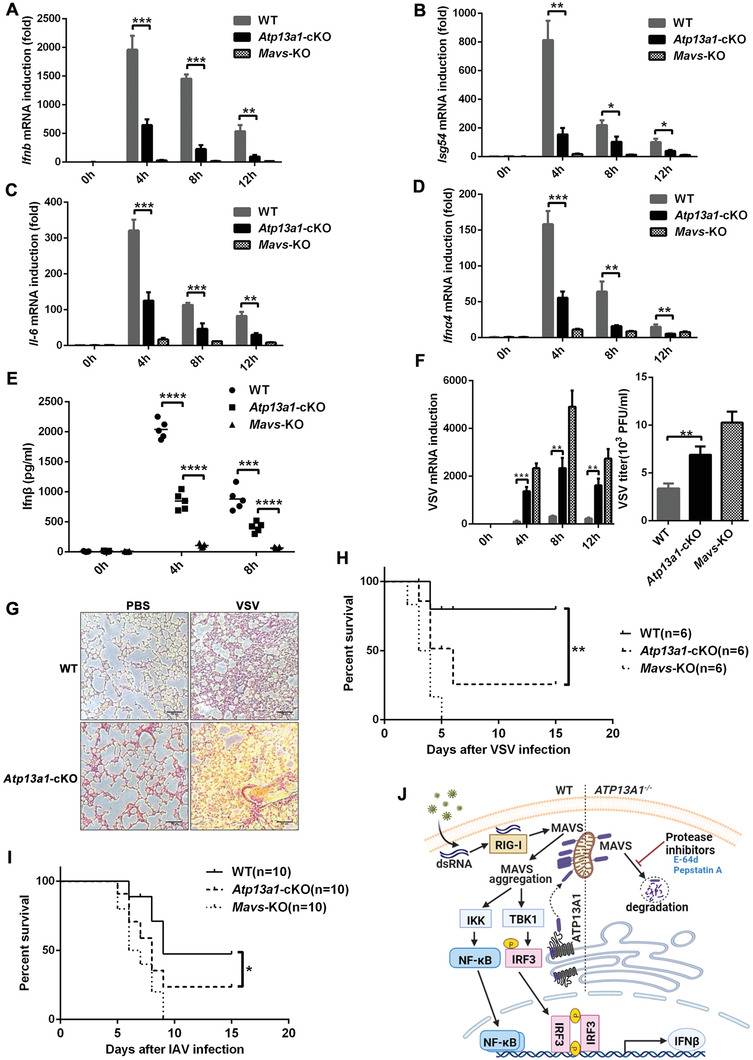 A
Ifnb mRNA induction (fold)
2500
2000
1500
1000
500
0
WT
Atp13a1-cKO
Mavs-KO
***
***
**
0h
4h
8h
12h
B
Isg54 mRNA induction (fold)
1000
800
600
400
200
0
WT
Atp13a1-cKO
Mavs-KO
**
*
*
0h
4h
8h
12h
C
Il-6 mRNA induction (fold)
400
300
200
100
0
WT
Atp13a1-cKO
Mavs-KO
***
***
**
0h
4h
8h
12h
D
Ifna4 mRNA induction (fold)
200
150
100
50
0
WT
Atp13a1-cKO
Mavs-KO
***
**
**
0h
4h
8h
12h
E
Ifnβ (pg/ml)
2500
2000
1500
1000
500
0
WT
Atp13a1-cKO
Mavs-KO
****
****
***
****
0h
4h
8h
F
VSV mRNA induction
6000
4000
2000
0
***
**
**
0h
4h
8h
12h
VSV titer(10³ PFU/ml)
15
10
5
0
**
WT
Atp13a1-cKO
Mavs-KO
G
PBS
VSV
WT
Atp13a1-cKO
H
Percent survival
100
50
0
0
5
10
15
20
Days after VSV infection
**
WT(n=6)
Atp13a1-cKO(n=6)
Mavs-KO(n=6)
I
Percent survival
100
50
0
0
5
10
15
20
Days after IAV infection
*
WT(n=10)
Atp13a1-cKO(n=10)
Mavs-KO(n=10)
J
WT
ATP13A1-/-
dsRNA
RIG-I
MAVS
MAVS
aggregation
MAVS
Protease
inhibitors
E-64d
Pepstatin A
degradation
IKK
TBK1
ATP13A1
NF-κB
P
IRF3
NF-κB
IRF3
P
P
IRF3
IFNβ